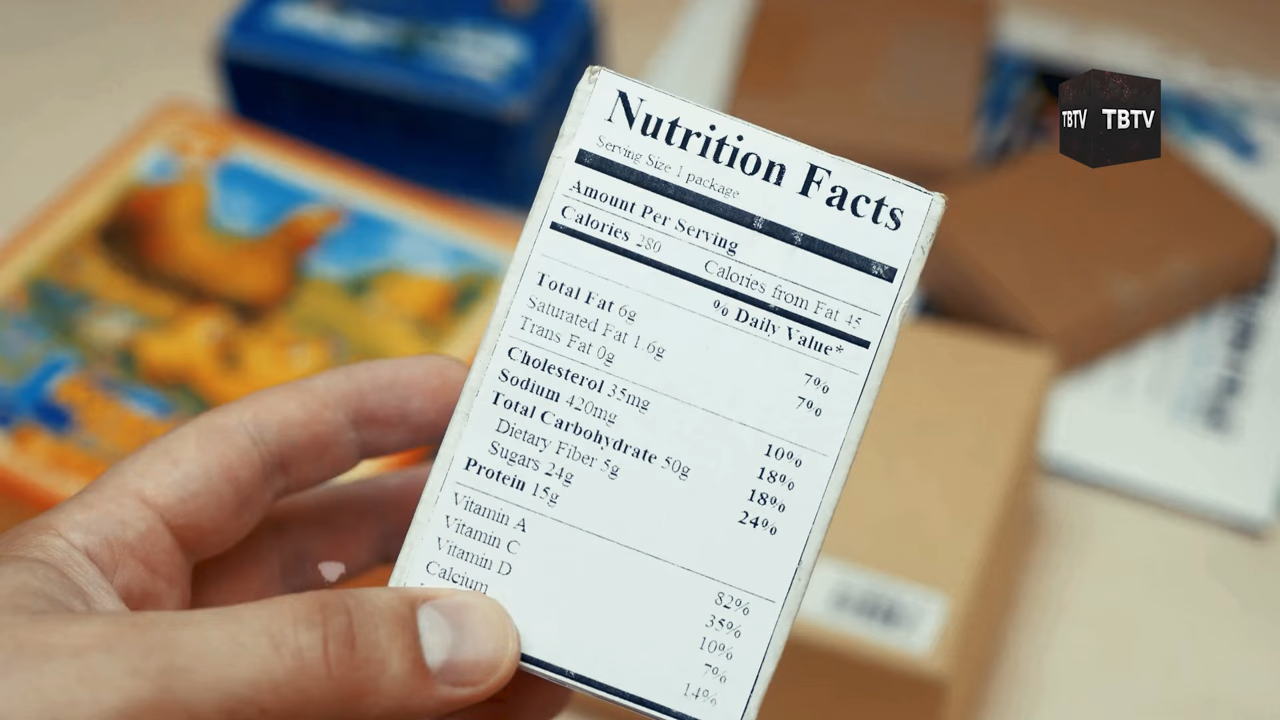 TBTV TBTV
Nutrition Facts
Serving Size 1 package
Amount Per Serving
Calories 280 Calories from Fat 45
% Daily Value*
Total Fat 6g 7%
Saturated Fat 1.6g 7%
Trans Fat 0g
Cholesterol 35mg 10%
Sodium 420mg 18%
Total Carbohydrate 50g 18%
Dietary Fiber 5g 24%
Sugars 24g
Protein 15g
Vitamin A 82%
Vitamin C 35%
Vitamin D 10%
Calcium 7%
14%